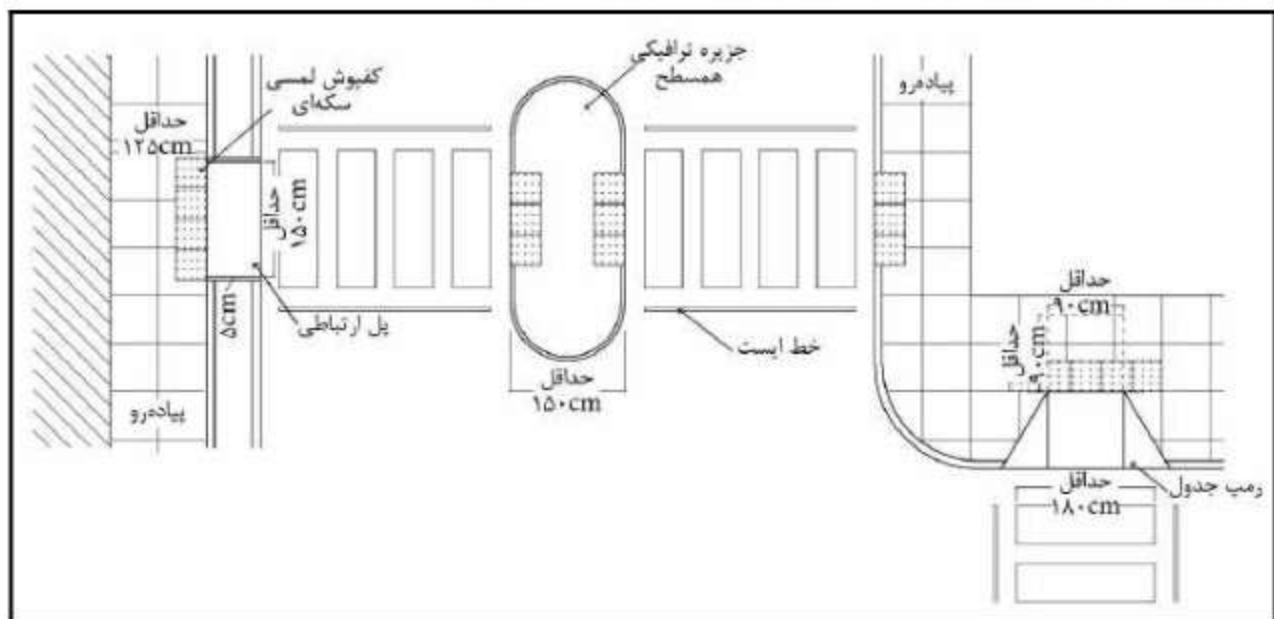 جزیره ترافیکی
همسطح
کفپوش لمسی
سکه‌ای
پیاده‌رو
حداقل
۱۲۵cm
حداقل
۱۵۰cm
۵cm
پل ارتباطی
پیاده‌رو
حداقل
۱۵۰cm
خط ایست
حداقل
۹۰cm
حداقل
۹۰cm
رمپ جدول
حداقل
۱۸۰cm